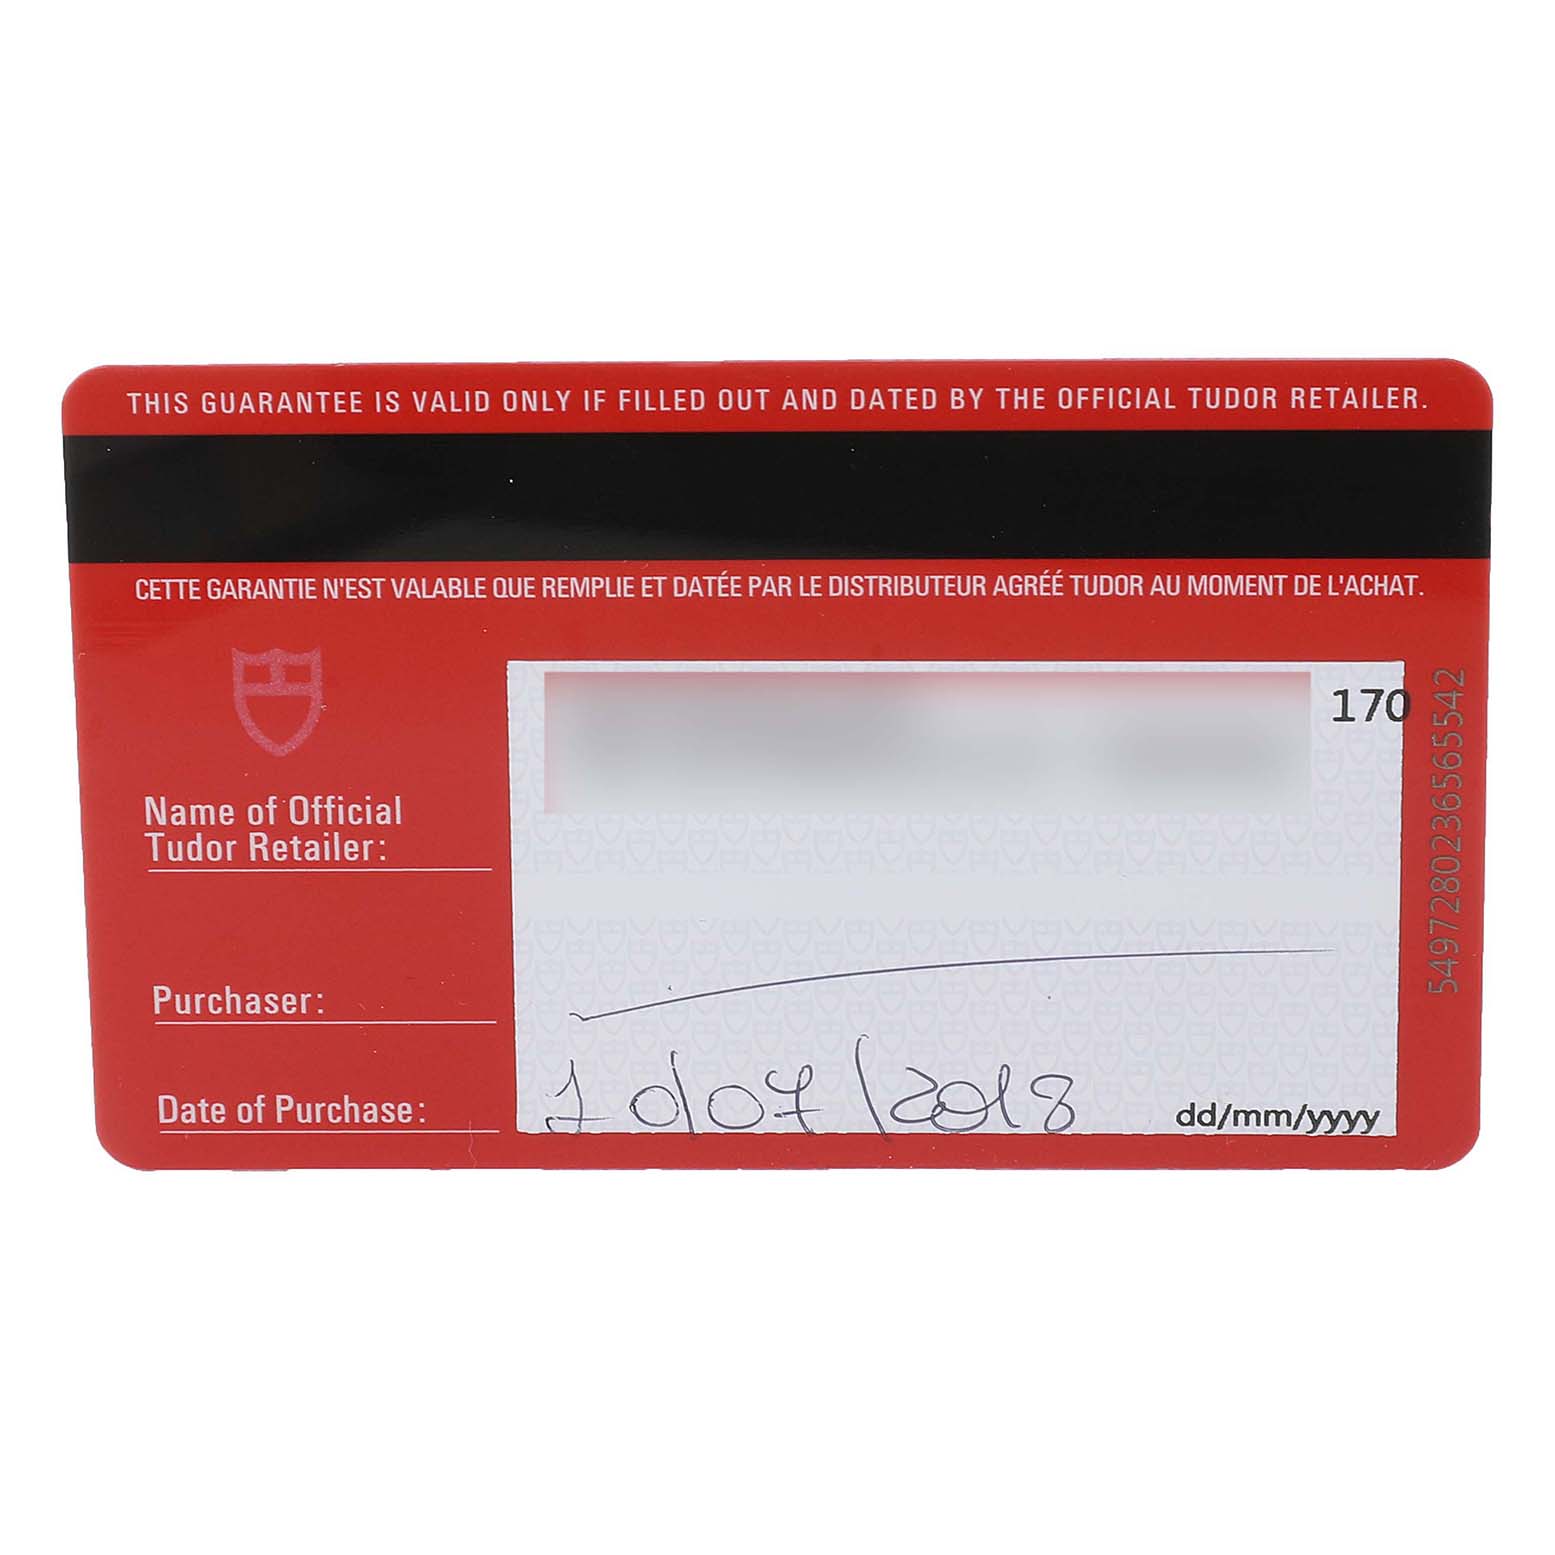 THIS GUARANTEE IS VALID ONLY IF FILLED OUT AND DATED BY THE OFFICIAL TUDOR RETAILER.
CETTE GARANTIE N'EST VALABLE QUE REMPLIE ET DATÉE PAR LE DISTRIBUTEUR AGRÉÉ TUDOR AU MOMENT DE L'ACHAT.
170
5497280236565542
Name of Official
Tudor Retailer:
Purchaser:
Date of Purchase: 10/07/2018 dd/mm/yyyy